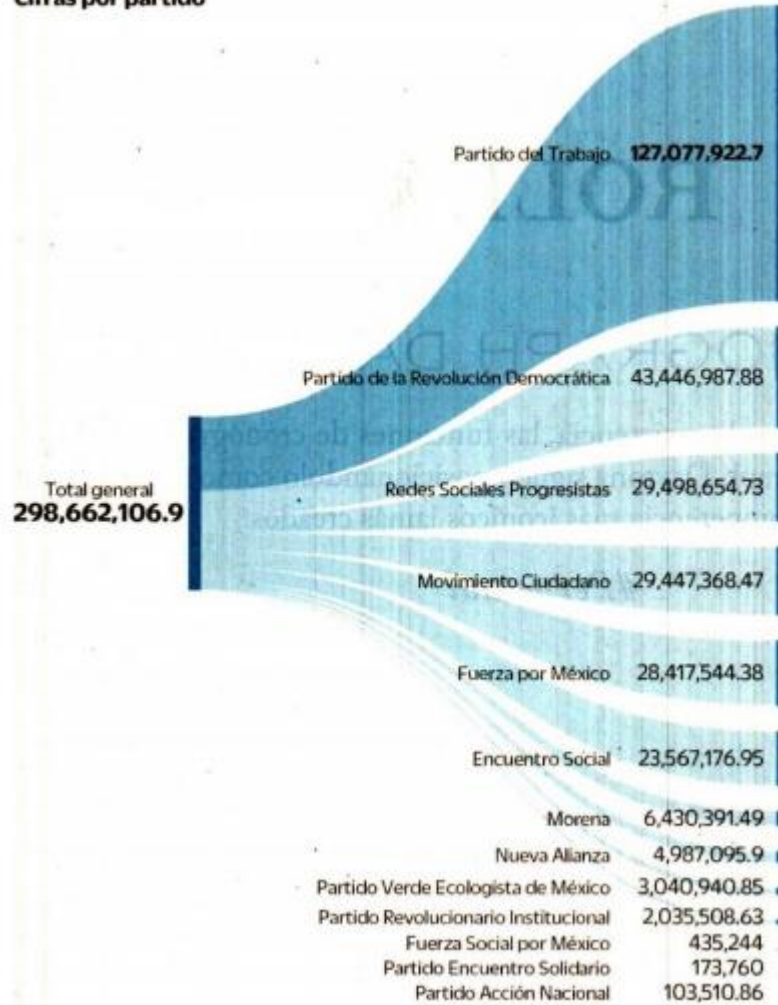 Cifras por partido
Partido del Trabajo 127,077,922.7
Partido de la Revolución Democrática 43,446,987.88
Redes Sociales Progresistas 29,498,654.73
Total general
298,662,106.9
Movimiento Ciudadano 29,447,368.47
Fuerza por México 28,417,544.38
Encuentro Social 23,567,176.95
Morena 6,430,391.49
Nueva Alianza 4,987,095.9
Partido Verde Ecologista de México 3,040,940.85
Partido Revolucionario Institucional 2,035,508.63
Fuerza Social por México 435,244
Partido Encuentro Solidario 173,760
Partido Acción Nacional 103,510.86